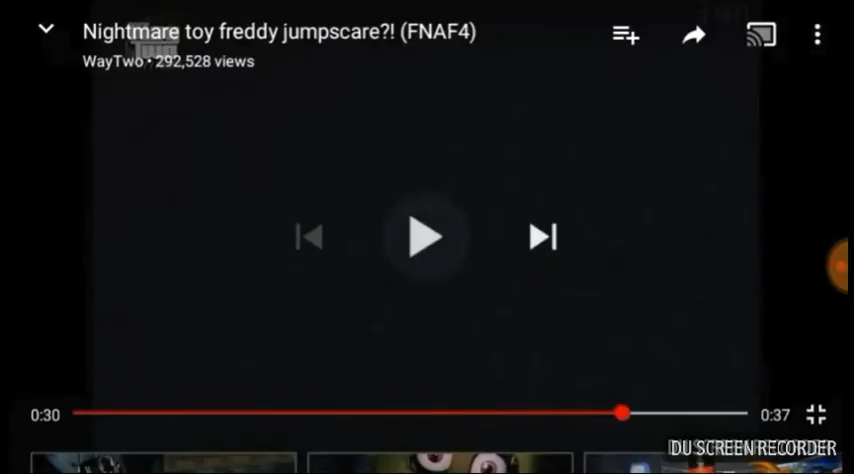 Nightmare toy freddy jumpscare?! (FNAF4)
WayTwo • 292,528 views
0:30
0:37
DU SCREEN RECORDER